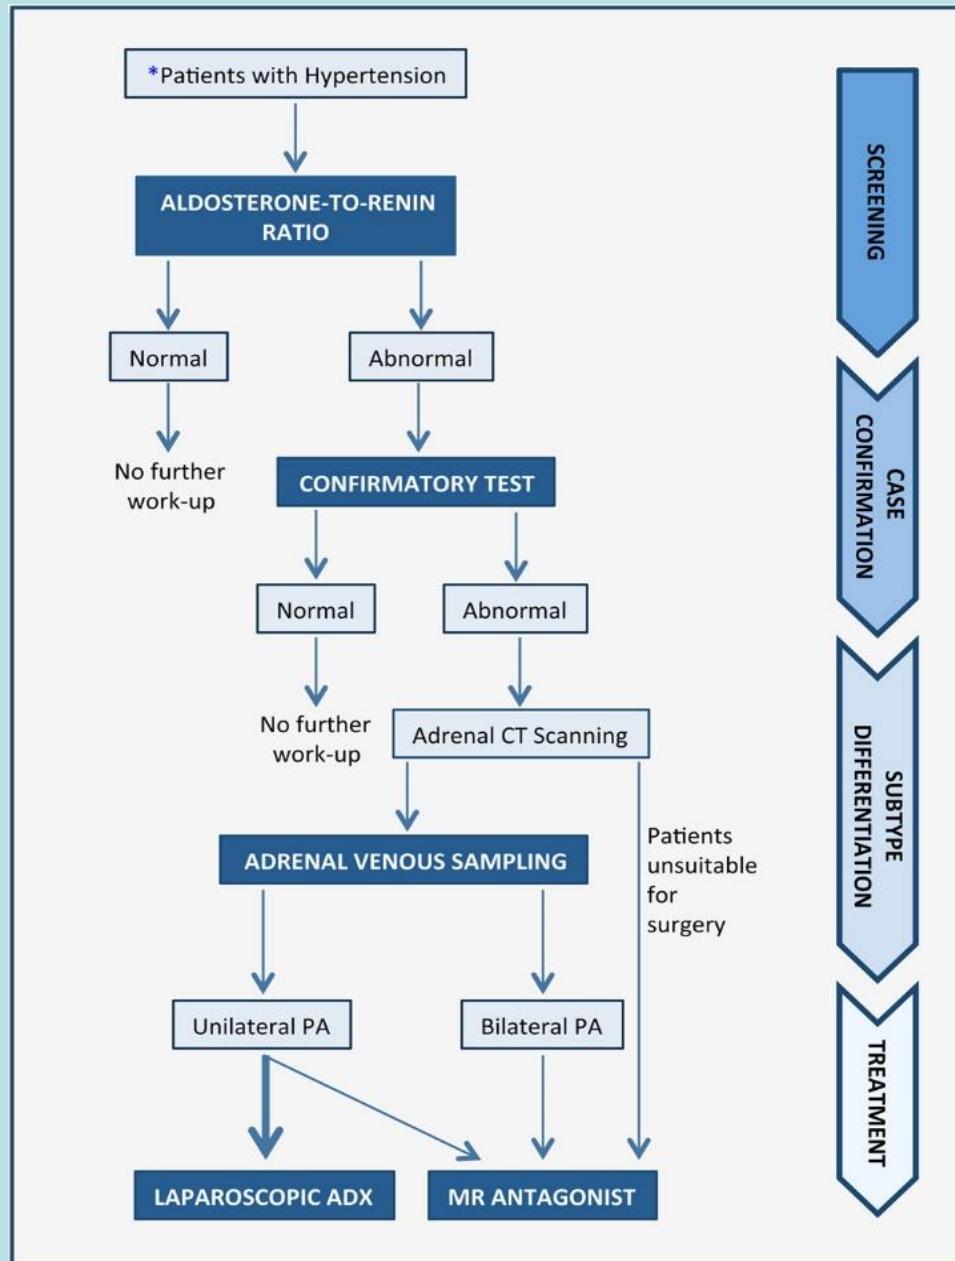 *Patients with Hypertension
ALDOSTERONE-TO-RENIN
RATIO
Normal
Abnormal
No further
work-up
CONFIRMATORY TEST
Normal
Abnormal
No further
work-up
Adrenal CT Scanning
Patients
unsuitable
for
surgery
ADRENAL VENOUS SAMPLING
Unilateral PA
Bilateral PA
LAPAROSCOPIC ADX
MR ANTAGONIST
SCREENING
CASE
CONFIRMATION
SUBTYPE
DIFFERENTIATION
TREATMENT